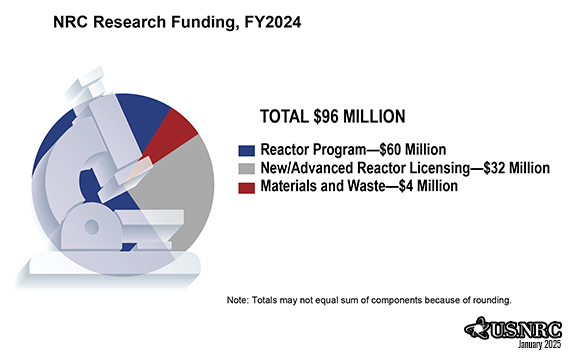 NRC Research Funding, FY2024
TOTAL $96 MILLION
Reactor Program—$60 Million
New/Advanced Reactor Licensing—$32 Million
Materials and Waste—$4 Million
Note: Totals may not equal sum of components because of rounding.
U.S.NRC
January 2025